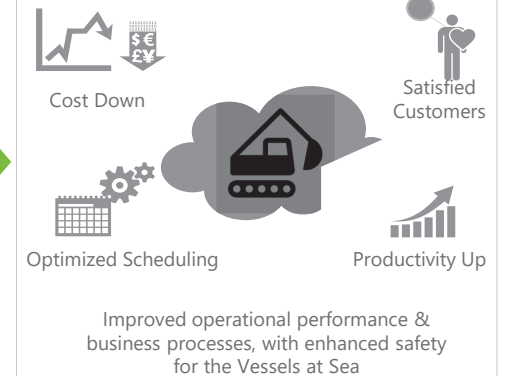 $€
£¥
Cost Down
Satisfied
Customers
Optimized Scheduling
Productivity Up
Improved operational performance &
business processes, with enhanced safety
for the Vessels at Sea